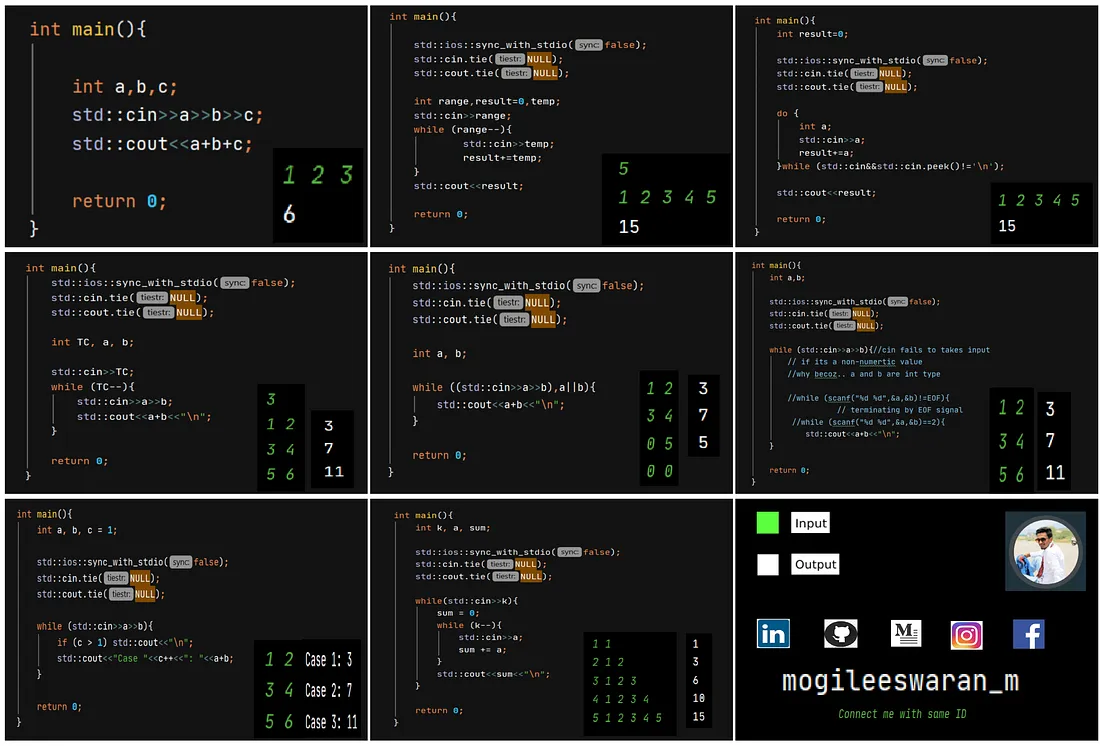 int main(){
int a,b,c;
std::cin>>a>>b>>c;
std::cout<<a+b+c;
return 0;
}
1 2 3
6
int main(){
std::ios::sync_with_stdio( sync: false);
std::cin.tie( tiestr: NULL);
std::cout.tie( tiestr: NULL);
int range,result=0,temp;
std::cin>>range;
while (range--){
std::cin>>temp;
result+=temp;
}
std::cout<<result;
return 0;
}
5
1 2 3 4 5
15
int main(){
int result=0;
std::ios::sync_with_stdio( sync: false);
std::cin.tie( tiestr: NULL);
std::cout.tie( tiestr: NULL);
do {
int a;
std::cin>>a;
result+=a;
}while (std::cin&&std::cin.peek()!='\n');
std::cout<<result;
return 0;
}
1 2 3 4 5
15
int main(){
std::ios::sync_with_stdio( sync: false);
std::cin.tie( tiestr: NULL);
std::cout.tie( tiestr: NULL);
int TC, a, b;
std::cin>>TC;
while (TC--){
std::cin>>a>>b;
std::cout<<a+b<<"\n";
}
return 0;
}
3
1 2
3 4
5 6
3
7
11
int main(){
std::ios::sync_with_stdio( sync: false);
std::cin.tie( tiestr: NULL);
std::cout.tie( tiestr: NULL);
int a, b;
while ((std::cin>>a>>b),a||b){
std::cout<<a+b<<"\n";
}
return 0;
}
1 2
3 4
0 5
0 0
3
7
5
int main(){
int a,b;
std::ios::sync_with_stdio( sync: false);
std::cin.tie( tiestr: NULL);
std::cout.tie( tiestr: NULL);
while (std::cin>>a>>b){//cin fails to takes input
// if its a non-numertic value
//why becoz.. a and b are int type
//while (scanf("%d %d",&a,&b)!=EOF){
// terminating by EOF signal
//while (scanf("%d %d",&a,&b)==2){
std::cout<<a+b<<"\n";
}
return 0;
}
1 2
3 4
5 6
3
7
11
int main(){
int a, b, c = 1;
std::ios::sync_with_stdio( sync: false);
std::cin.tie( tiestr: NULL);
std::cout.tie( tiestr: NULL);
while (std::cin>>a>>b){
if (c > 1) std::cout<<"\n";
std::cout<<"Case "<<c++<<": "<<a+b;
}
return 0;
}
1 2
3 4
5 6
Case 1: 3
Case 2: 7
Case 3: 11
int main(){
int k, a, sum;
std::ios::sync_with_stdio( sync: false);
std::cin.tie( tiestr: NULL);
std::cout.tie( tiestr: NULL);
while(std::cin>>k){
sum = 0;
while (k--){
std::cin>>a;
sum += a;
}
std::cout<<sum<<"\n";
}
return 0;
}
1 1
2 1 2
3 1 2 3
4 1 2 3 4
5 1 2 3 4 5
1
3
6
10
15
Input
Output
in
M
f
mogileeswaran_m
Connect me with same ID